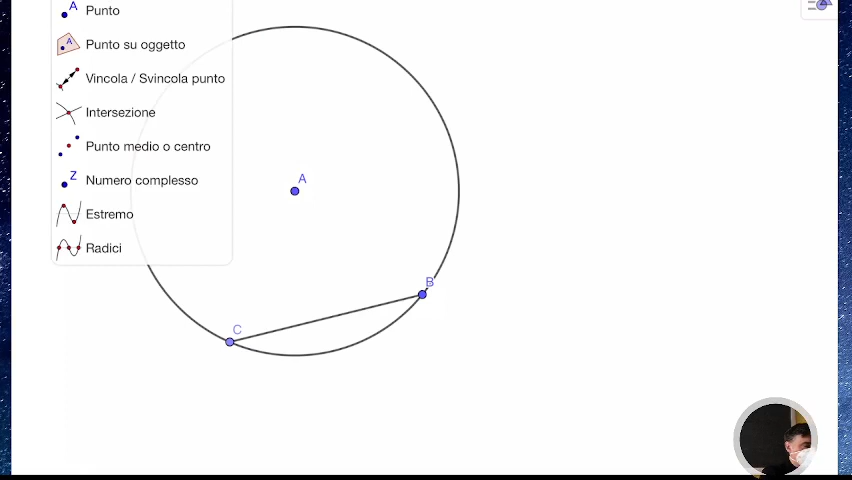 A Punto
A Punto su oggetto
Vincola / Svincola punto
Intersezione
Punto medio o centro
Z Numero complesso
Estremo
Radici
A
B
C